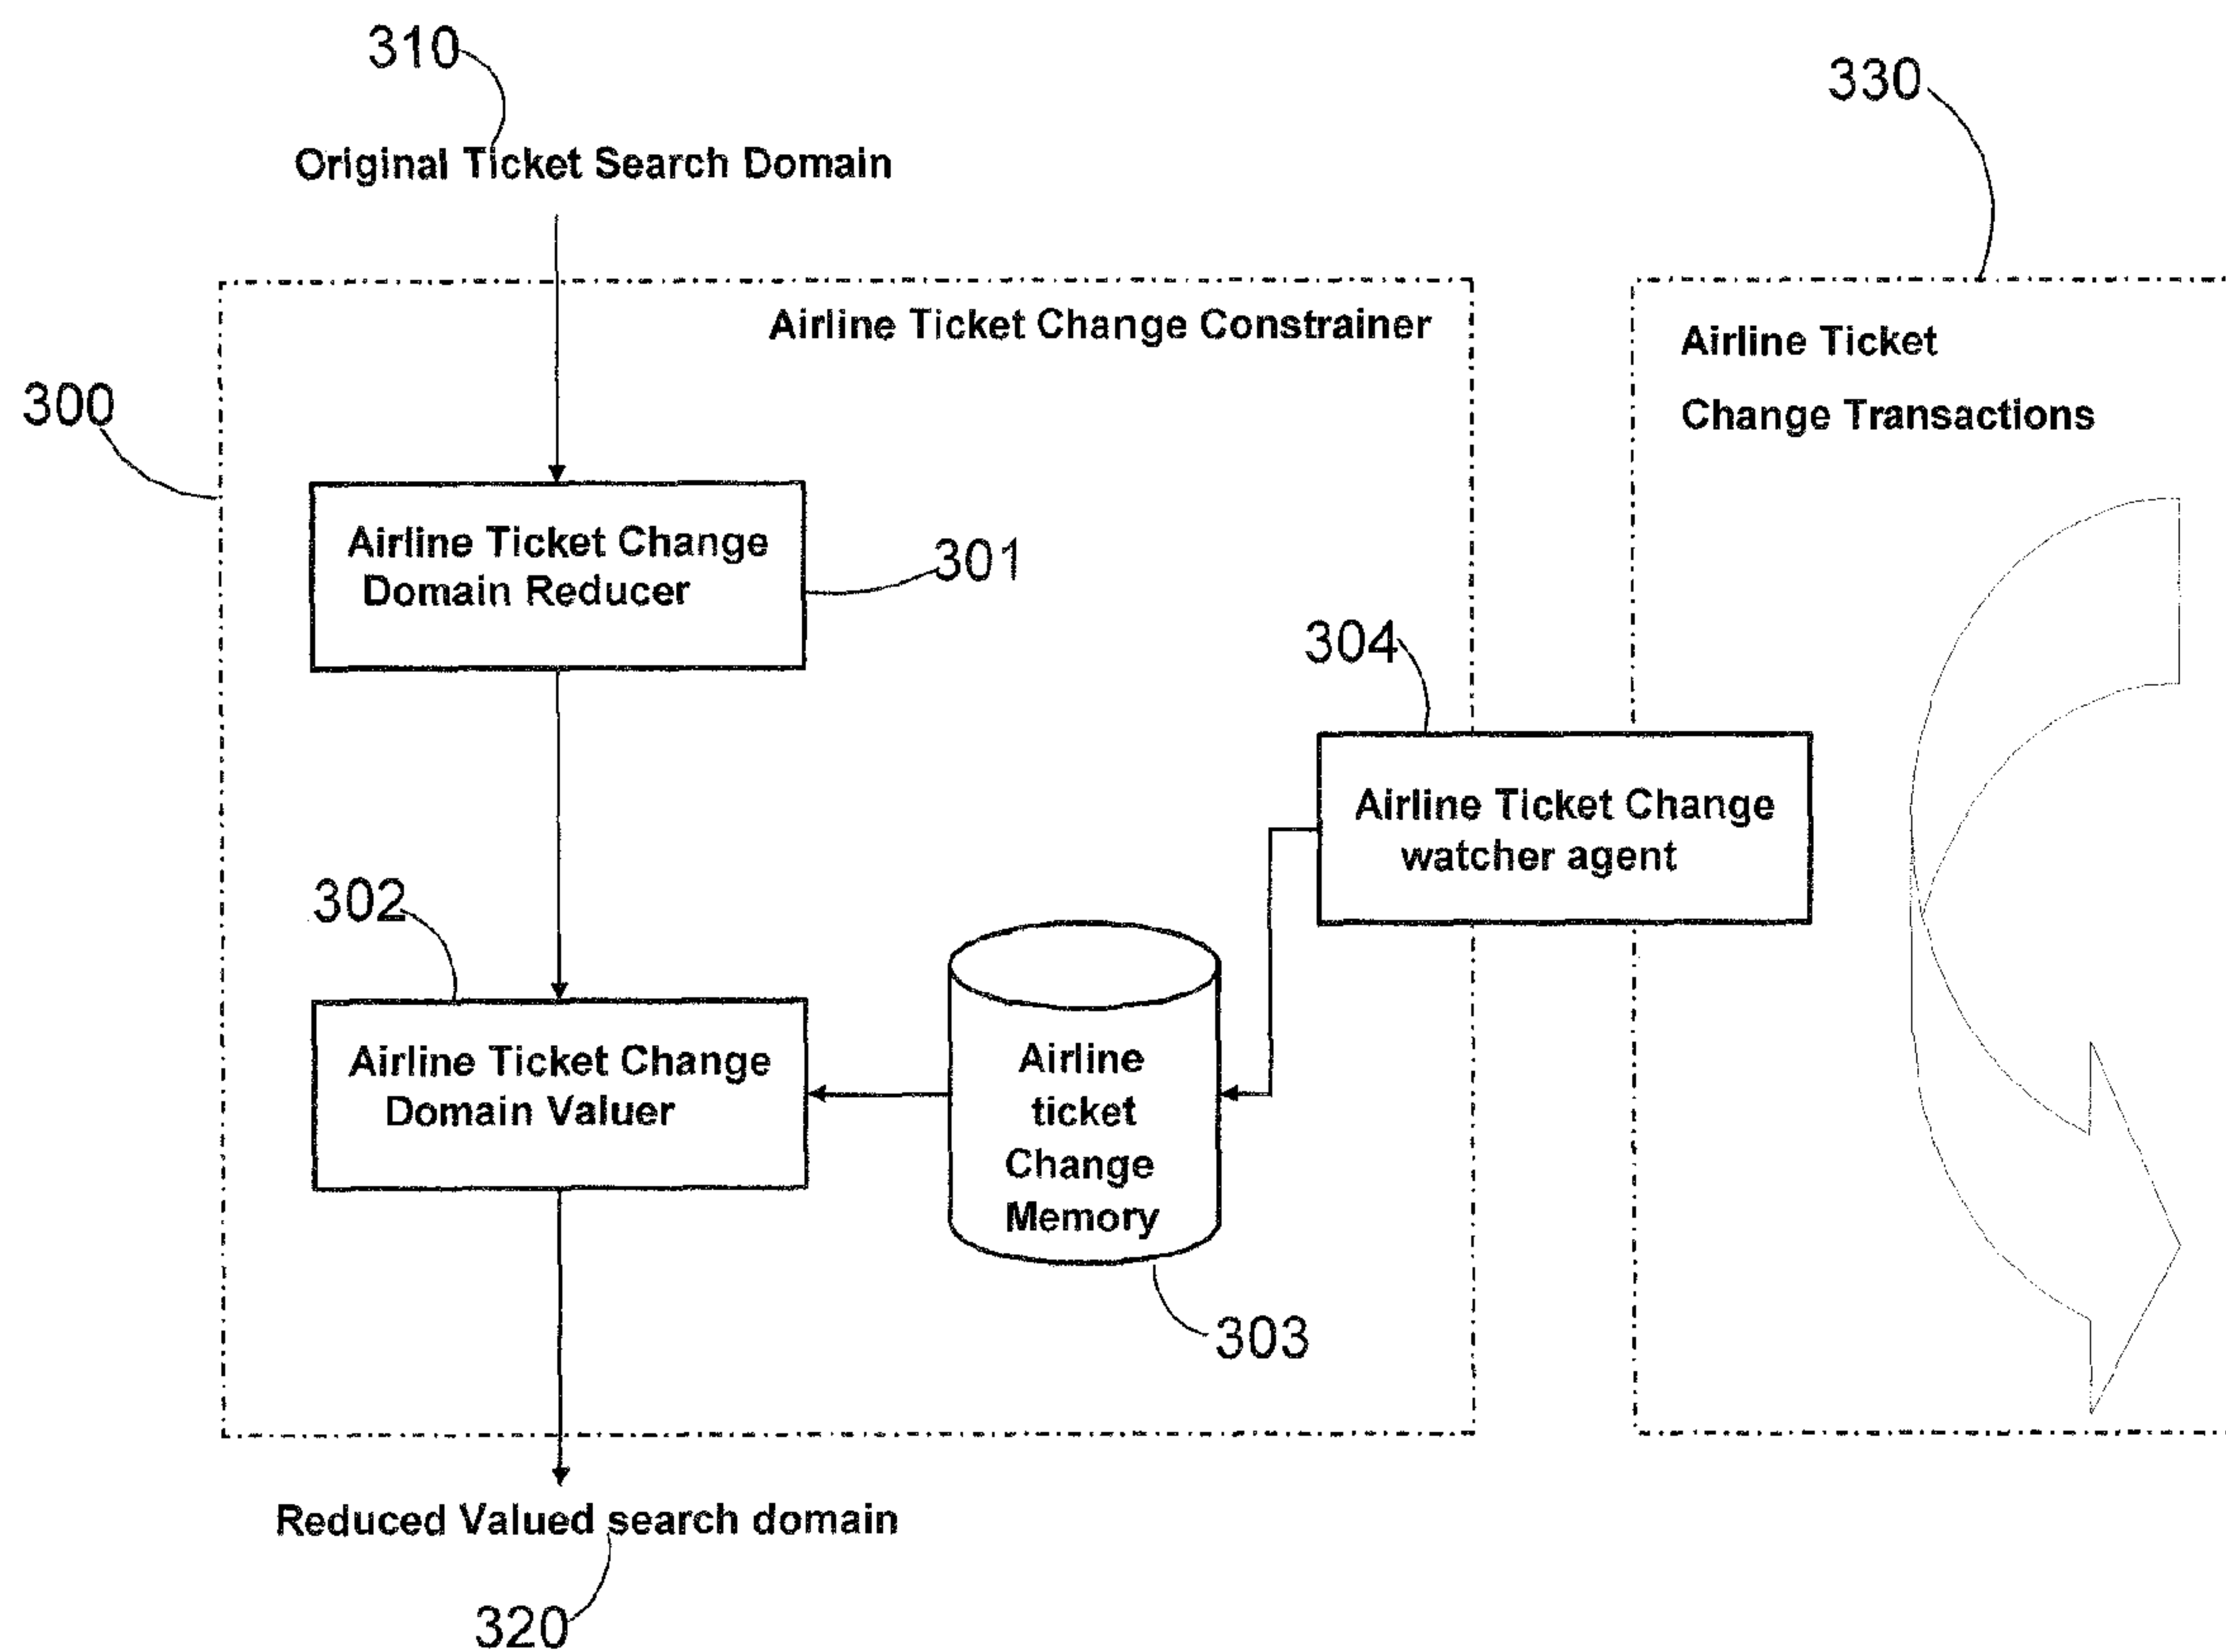 310
330
Original Ticket Search Domain
Airline Ticket Change Constrainer
Airline Ticket
Change Transactions
300
Airline Ticket Change
Domain Reducer
301
304
Airline Ticket Change
watcher agent
302
Airline Ticket Change
Domain Valuer
Airline
ticket
Change
Memory
303
Reduced Valued search domain
320